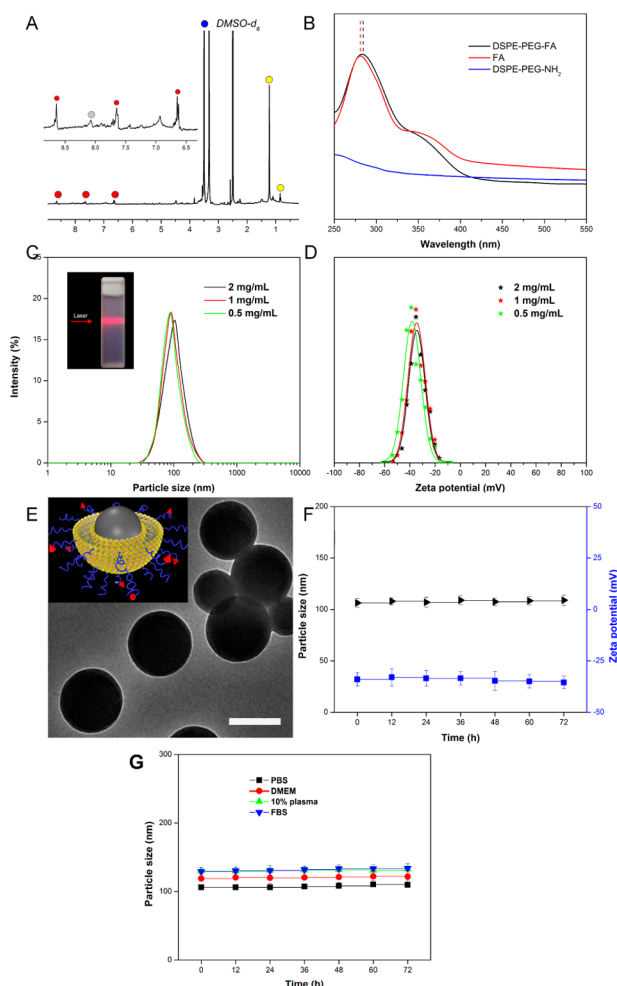 A
DMSO-d6
8.5 8.0 7.5 7.0 6.5
8 7 6 5 4 3 2 1
B
DSPE-PEG-FA
FA
DSPE-PEG-NH2
250 300 350 400 450 500 550
Wavelength (nm)
C
Intensity (%)
25
20
15
10
5
0
Laser
2 mg/mL
1 mg/mL
0.5 mg/mL
1 10 100 1000 10000
Particle size (nm)
D
2 mg/mL
1 mg/mL
0.5 mg/mL
-100 -80 -60 -40 -20 0 20 40 60 80 100
Zeta potential (mV)
E
F
Particle size (nm)
200
150
100
50
0
50
25
0
-25
-50
Zeta potential (mV)
0 12 24 36 48 60 72
Time (h)
G
Particle size (nm)
300
200
100
0
PBS
DMEM
10% plasma
FBS
0 12 24 36 48 60 72
Time (h)